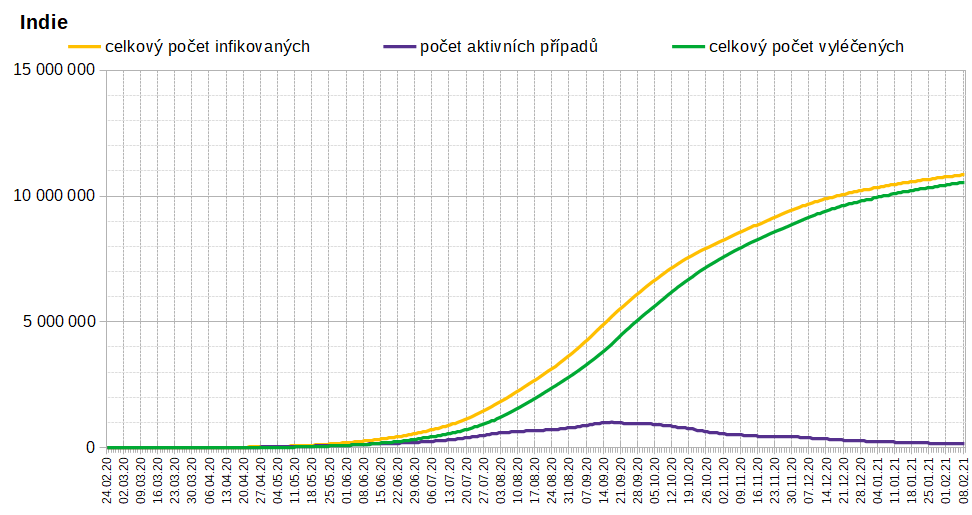 Indie
celkový počet infikovaných počet aktivních případů celkový počet vyléčených
15 000 000
10 000 000
5 000 000
0
24.02.20 02.03.20 09.03.20 16.03.20 23.03.20 30.03.20 06.04.20 13.04.20 20.04.20 27.04.20 04.05.20 11.05.20 18.05.20 25.05.20 01.06.20 08.06.20 15.06.20 22.06.20 29.06.20 06.07.20 13.07.20 20.07.20 27.07.20 03.08.20 10.08.20 17.08.20 24.08.20 31.08.20 07.09.20 14.09.20 21.09.20 28.09.20 05.10.20 12.10.20 19.10.20 26.10.20 02.11.20 09.11.20 16.11.20 23.11.20 30.11.20 07.12.20 14.12.20 21.12.20 28.12.20 04.01.21 11.01.21 18.01.21 25.01.21 01.02.21 08.02.21